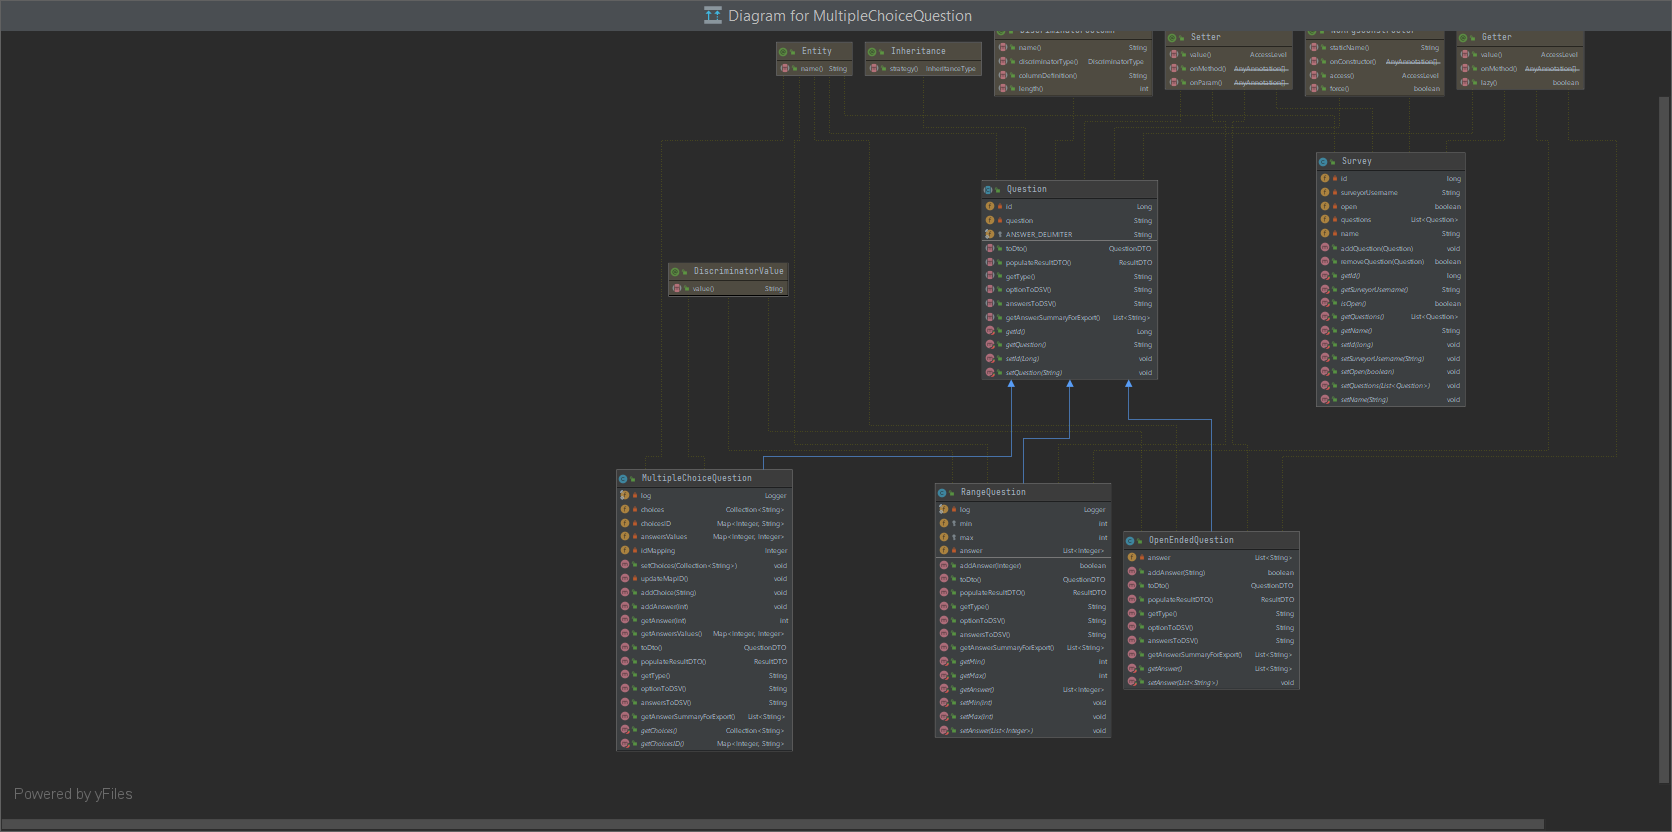 Diagram for MultipleChoiceQuestion
Entity
name() String
Inheritance
strategy() InheritanceType
name() String
discriminatorType() DiscriminatorType
columnDefinition() String
length() int
Setter
value() AccessLevel
onMethod() AnyAnnotation[]
onParam() AnyAnnotation[]
NoArgsConstructor
staticName() String
onConstructor() AnyAnnotation[]
access() AccessLevel
force() boolean
Getter
value() AccessLevel
onMethod() AnyAnnotation[]
lazy() boolean
Survey
id long
surveyorUsername String
open boolean
questions List<Question>
name String
addQuestion(Question) void
removeQuestion(Question) boolean
getId() long
getSurveyorUsername() String
isOpen() boolean
getQuestions() List<Question>
getName() String
setId(long) void
setSurveyorUsername(String) void
setOpen(boolean) void
setQuestions(List<Question>) void
setName(String) void
Question
id Long
question String
ANSWER_DELIMITER String
toDto() QuestionDTO
populateResultDTO() ResultDTO
getType() String
optionToDSV() String
answersToDSV() String
getAnswerSummaryForExport() List<String>
getId() Long
getQuestion() String
setId(Long) void
setQuestion(String) void
DiscriminatorValue
value() String
MultipleChoiceQuestion
log Logger
choices Collection<String>
choicesID Map<Integer, String>
answersValues Map<Integer, Integer>
idMapping Integer
setChoices(Collection<String>) void
updateMapID() void
addChoice(String) void
addAnswer(int) void
getAnswer(int) int
getAnswersValues() Map<Integer, Integer>
toDto() QuestionDTO
populateResultDTO() ResultDTO
getType() String
optionToDSV() String
answersToDSV() String
getAnswerSummaryForExport() List<String>
getChoices() Collection<String>
getChoicesID() Map<Integer, String>
RangeQuestion
log Logger
min int
max int
answer List<Integer>
addAnswer(Integer) boolean
toDto() QuestionDTO
populateResultDTO() ResultDTO
getType() String
optionToDSV() String
answersToDSV() String
getAnswerSummaryForExport() List<String>
getMin() int
getMax() int
getAnswer() List<Integer>
setMin(int) void
setMax(int) void
setAnswer(List<Integer>) void
OpenEndedQuestion
answer List<String>
addAnswer(String) boolean
toDto() QuestionDTO
populateResultDTO() ResultDTO
getType() String
optionToDSV() String
answersToDSV() String
getAnswerSummaryForExport() List<String>
getAnswer() List<String>
setAnswer(List<String>) void
Powered by yFiles